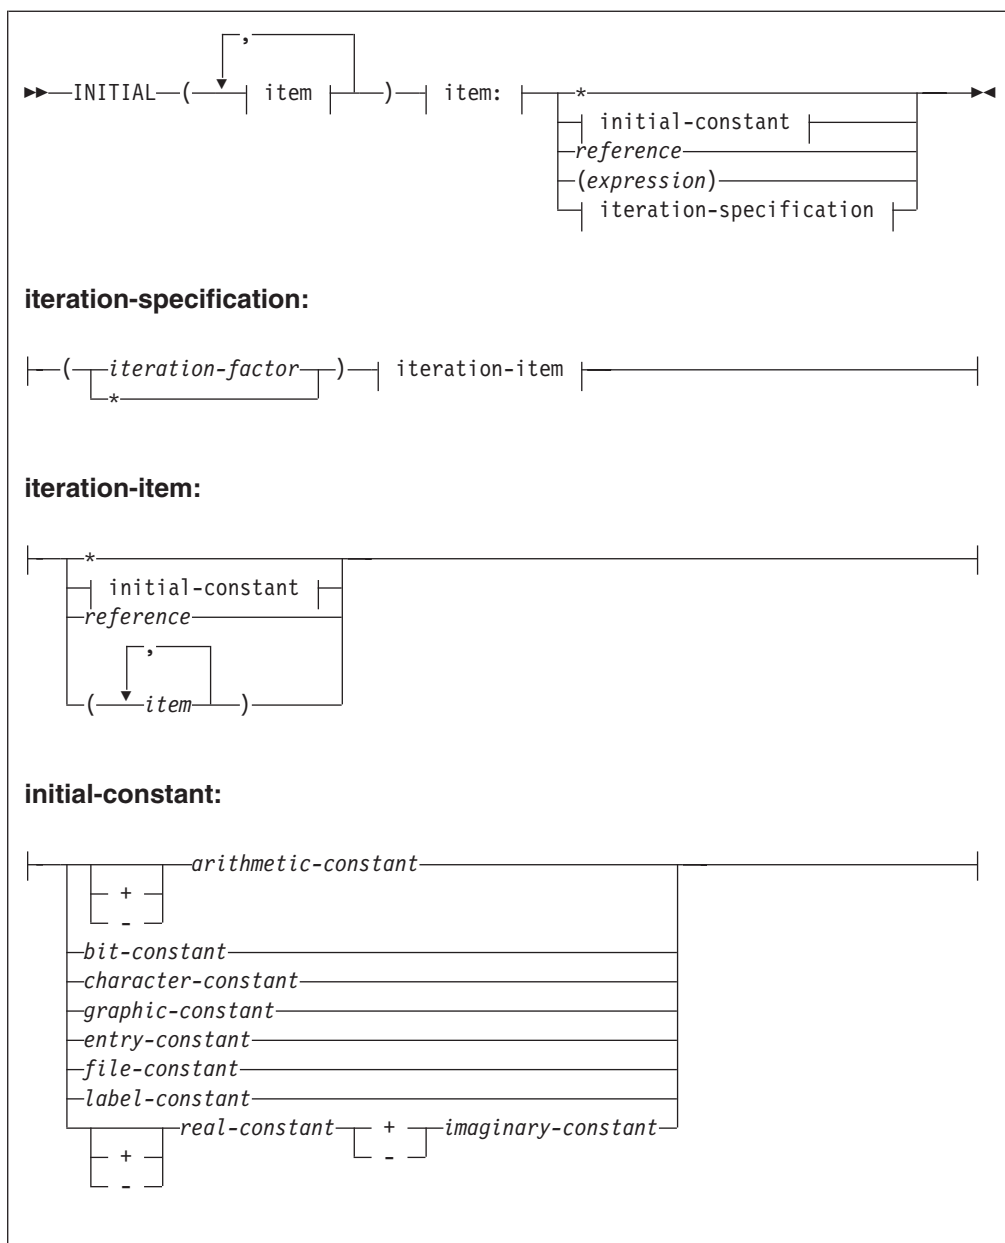 ,
INITIAL ( item ) item: *
initial-constant
reference
(expression)
iteration-specification
iteration-specification:
( iteration-factor ) iteration-item
*
iteration-item:
*
initial-constant
reference
,
( item )
initial-constant:
arithmetic-constant
+
-
bit-constant
character-constant
graphic-constant
entry-constant
file-constant
label-constant
real-constant + imaginary-constant
+ -
-